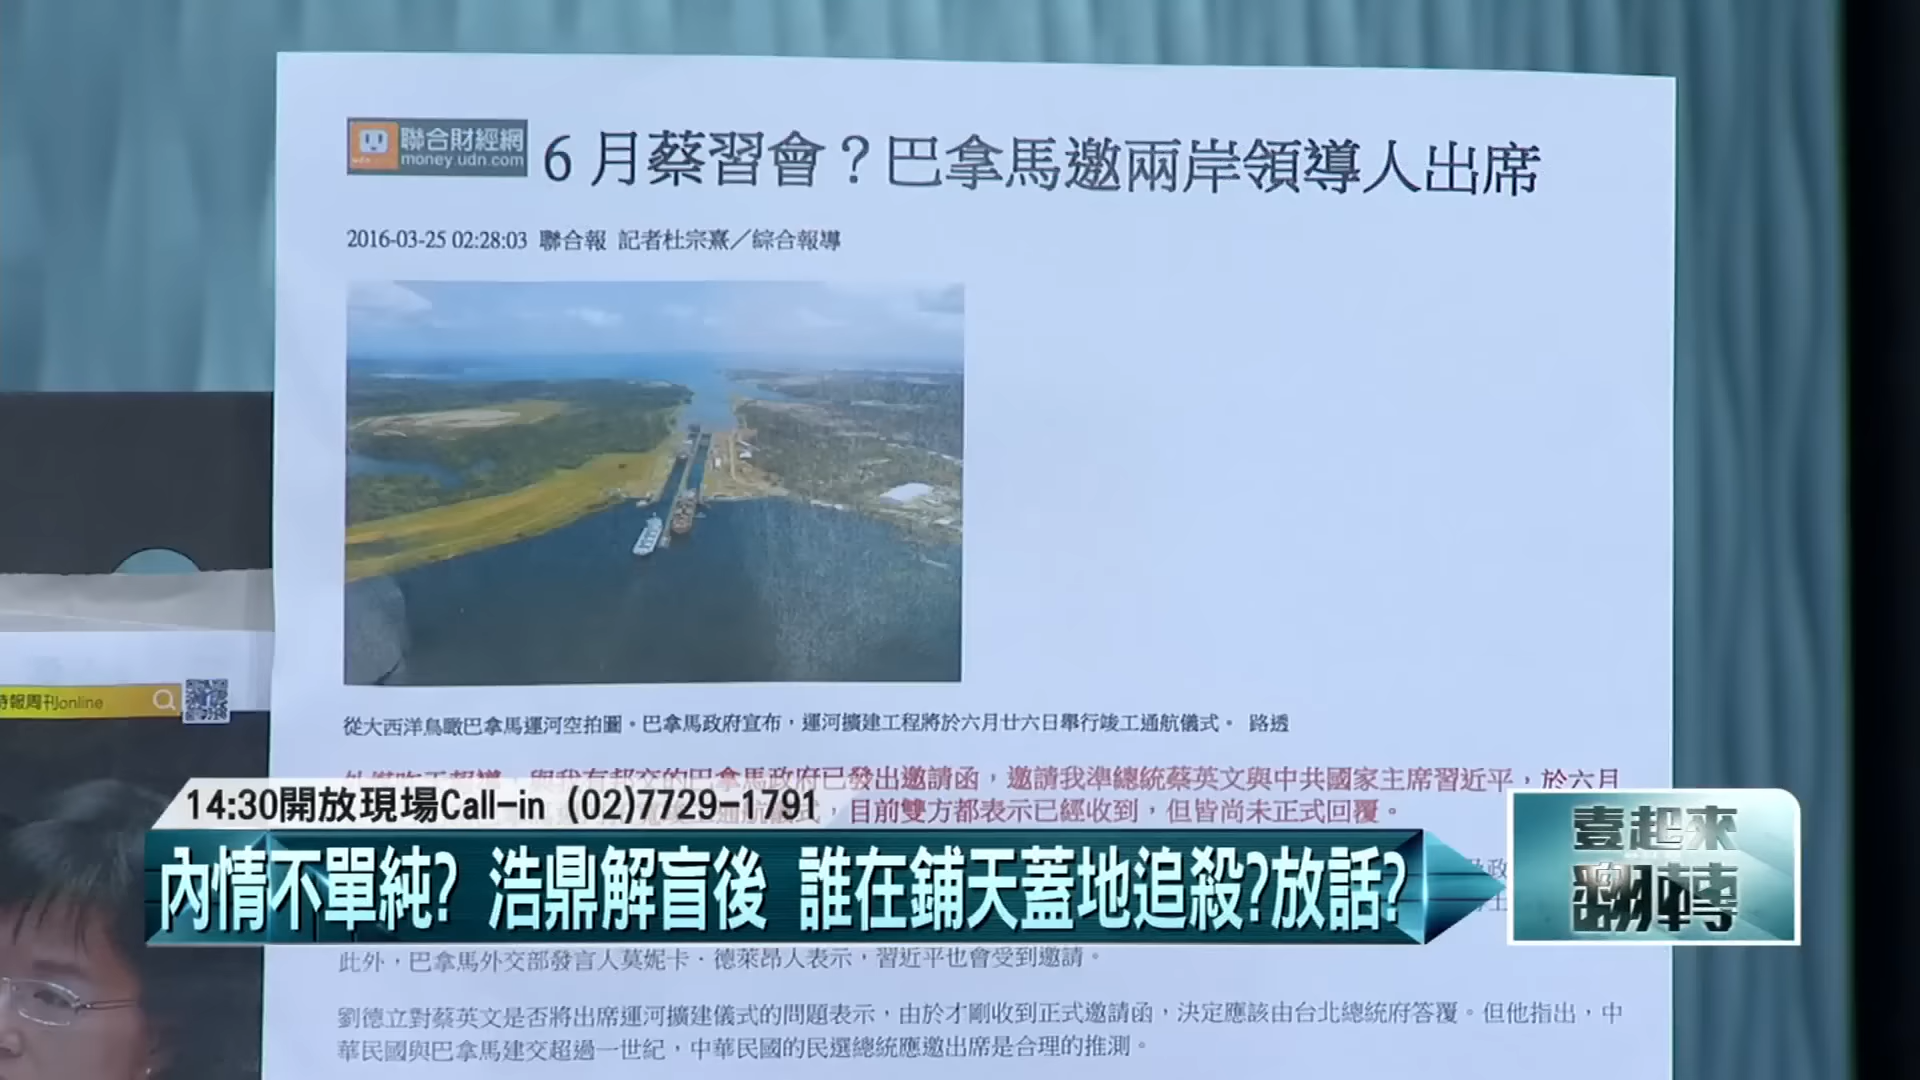 聯合財經網
money.udn.com
6月蔡習會？巴拿馬邀兩岸領導人出席
2016-03-25 02:28:03 聯合報 記者杜宗熹／綜合報導
時報周刊online
從大西洋鳥瞰巴拿馬運河空拍圖。巴拿馬政府宣布，運河擴建工程將於六月廿六日舉行竣工通航儀式。 路透
與我有邦交的巴拿馬政府已發出邀請函，邀請我準總統蔡英文與中共國家主席習近平，於六月
，目前雙方都表示已經收到，但皆尚未正式回覆。
14:30開放現場Call-in (02)7729-1791
內情不單純? 浩鼎解盲後 誰在鋪天蓋地追殺?放話?
壹起來
翻轉
此外，巴拿馬外交部發言人莫妮卡．德萊昂人表示，習近平也會受到邀請。
劉德立對蔡英文是否將出席運河擴建儀式的問題表示，由於才剛收到正式邀請函，決定應該由台北總統府答覆。但他指出，中
華民國與巴拿馬建交超過一世紀，中華民國的民選總統應邀出席是合理的推測。